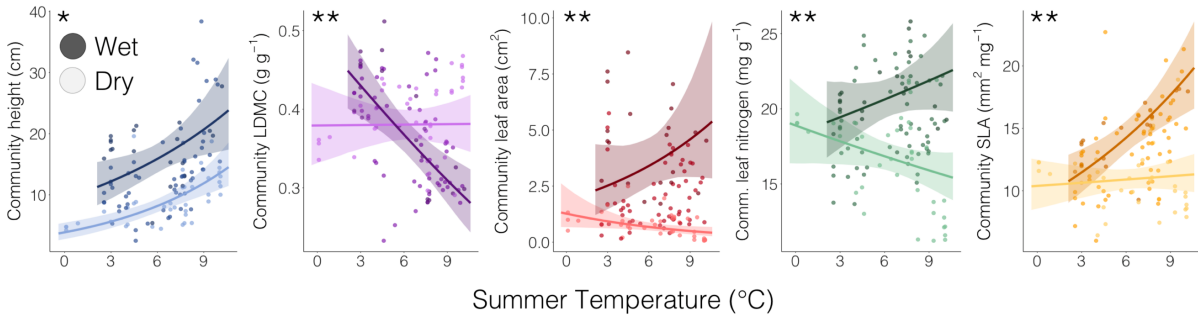 *
Wet
Dry
Community height (cm)
40
30
20
10
0 3 6 9
**
Community LDMC (g g⁻¹)
0.5
0.4
0.3
0 3 6 9
**
Community leaf area (cm²)
10.0
7.5
5.0
2.5
0.0
0 3 6 9
**
Comm. leaf nitrogen (mg g⁻¹)
25
20
15
0 3 6 9
**
Community SLA (mm² mg⁻¹)
20
15
10
0 3 6 9
Summer Temperature (°C)